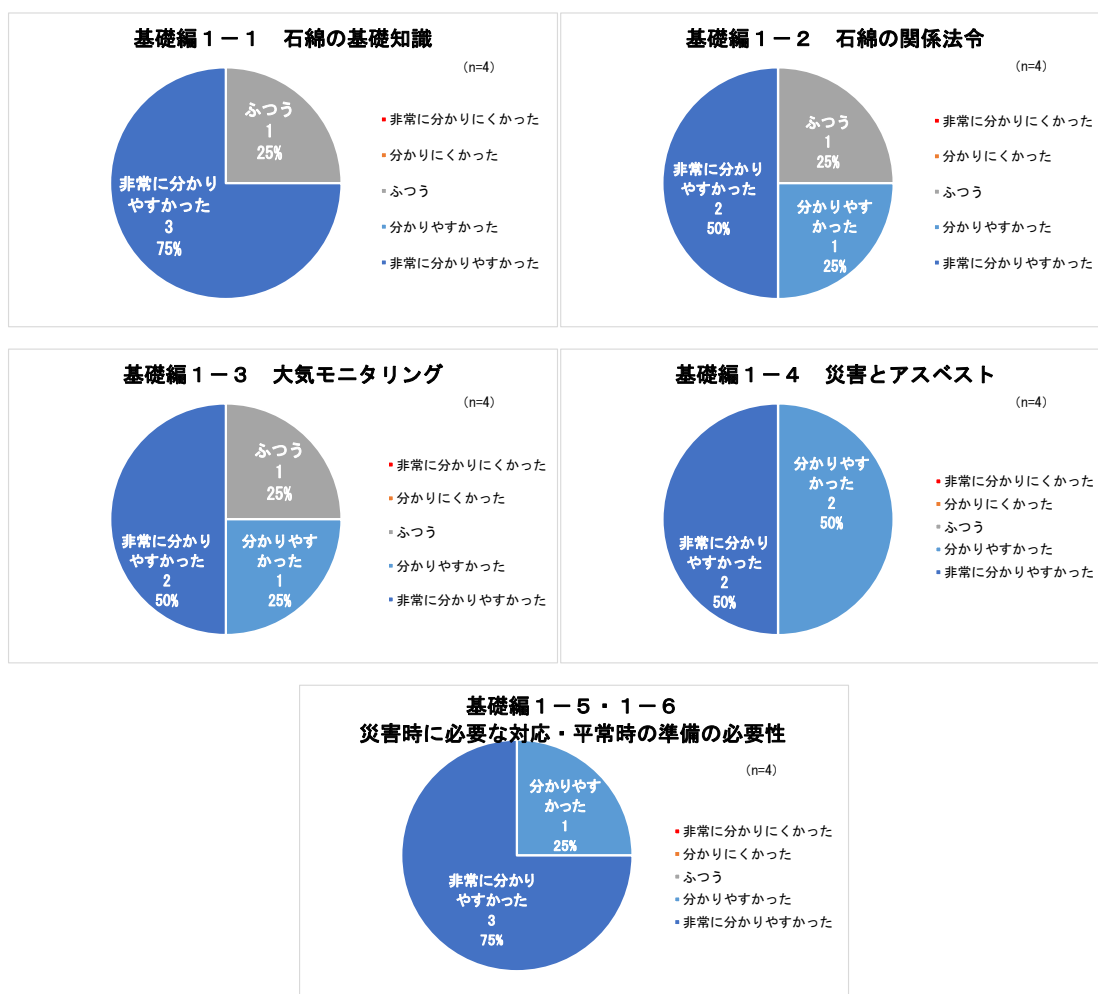 基礎編１－１　石綿の基礎知識
(n=4)
ふつう
1
25%
非常に分かり
やすかった
3
75%
非常に分かりにくかった
分かりにくかった
ふつう
分かりやすかった
非常に分かりやすかった
基礎編１－２　石綿の関係法令
(n=4)
ふつう
1
25%
非常に分かり
やすかった
2
50%
分かりやす
かった
1
25%
非常に分かりにくかった
分かりにくかった
ふつう
分かりやすかった
非常に分かりやすかった
基礎編１－３　大気モニタリング
(n=4)
ふつう
1
25%
非常に分かり
やすかった
2
50%
分かりやす
かった
1
25%
非常に分かりにくかった
分かりにくかった
ふつう
分かりやすかった
非常に分かりやすかった
基礎編１－４　災害とアスベスト
(n=4)
分かりやす
かった
2
50%
非常に分かり
やすかった
2
50%
非常に分かりにくかった
分かりにくかった
ふつう
分かりやすかった
非常に分かりやすかった
基礎編１－５・１－６
災害時に必要な対応・平常時の準備の必要性
(n=4)
分かりやす
かった
1
25%
非常に分かり
やすかった
3
75%
非常に分かりにくかった
分かりにくかった
ふつう
分かりやすかった
非常に分かりやすかった